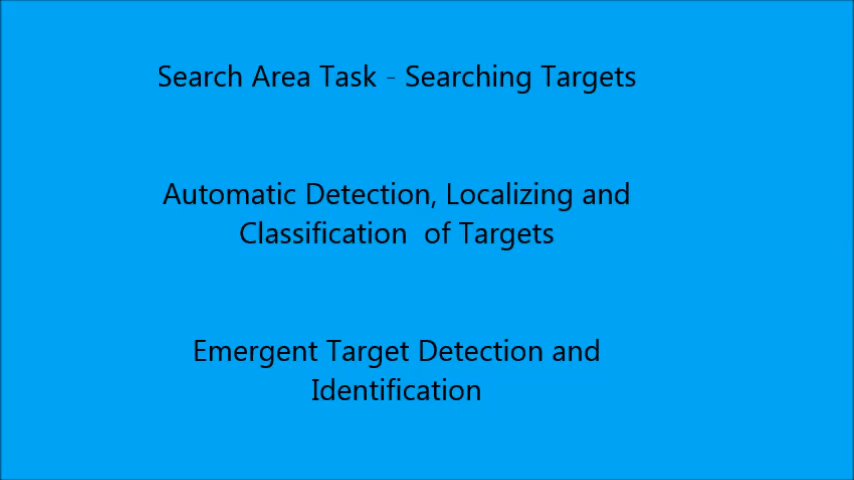 Search Area Task - Searching Targets
Automatic Detection, Localizing and
Classification  of Targets
Emergent Target Detection and
Identification